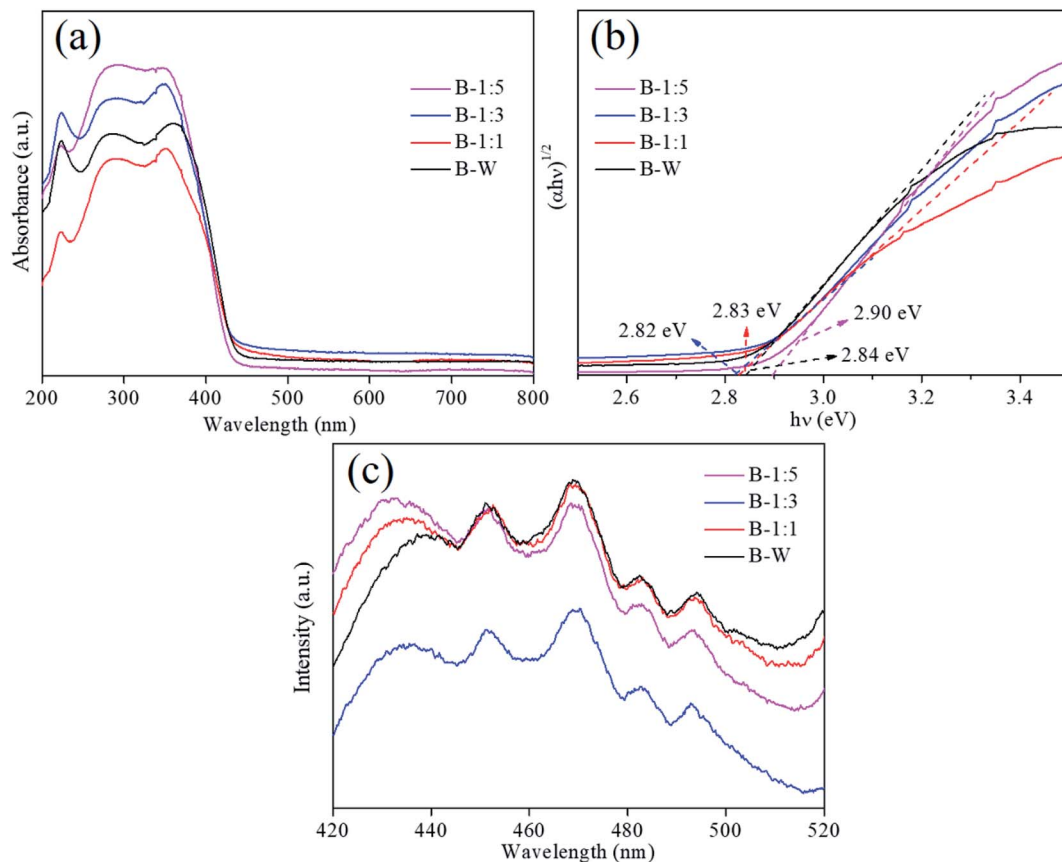 (a)
B-1:5
B-1:3
B-1:1
B-W
Absorbance (a.u.)
200 300 400 500 600 700 800
Wavelength (nm)
(b)
B-1:5
B-1:3
B-1:1
B-W
(αhν)1/2
2.83 eV
2.82 eV
2.90 eV
2.84 eV
2.6 2.8 3.0 3.2 3.4
hν (eV)
(c)
B-1:5
B-1:3
B-1:1
B-W
Intensity (a.u.)
420 440 460 480 500 520
Wavelength (nm)